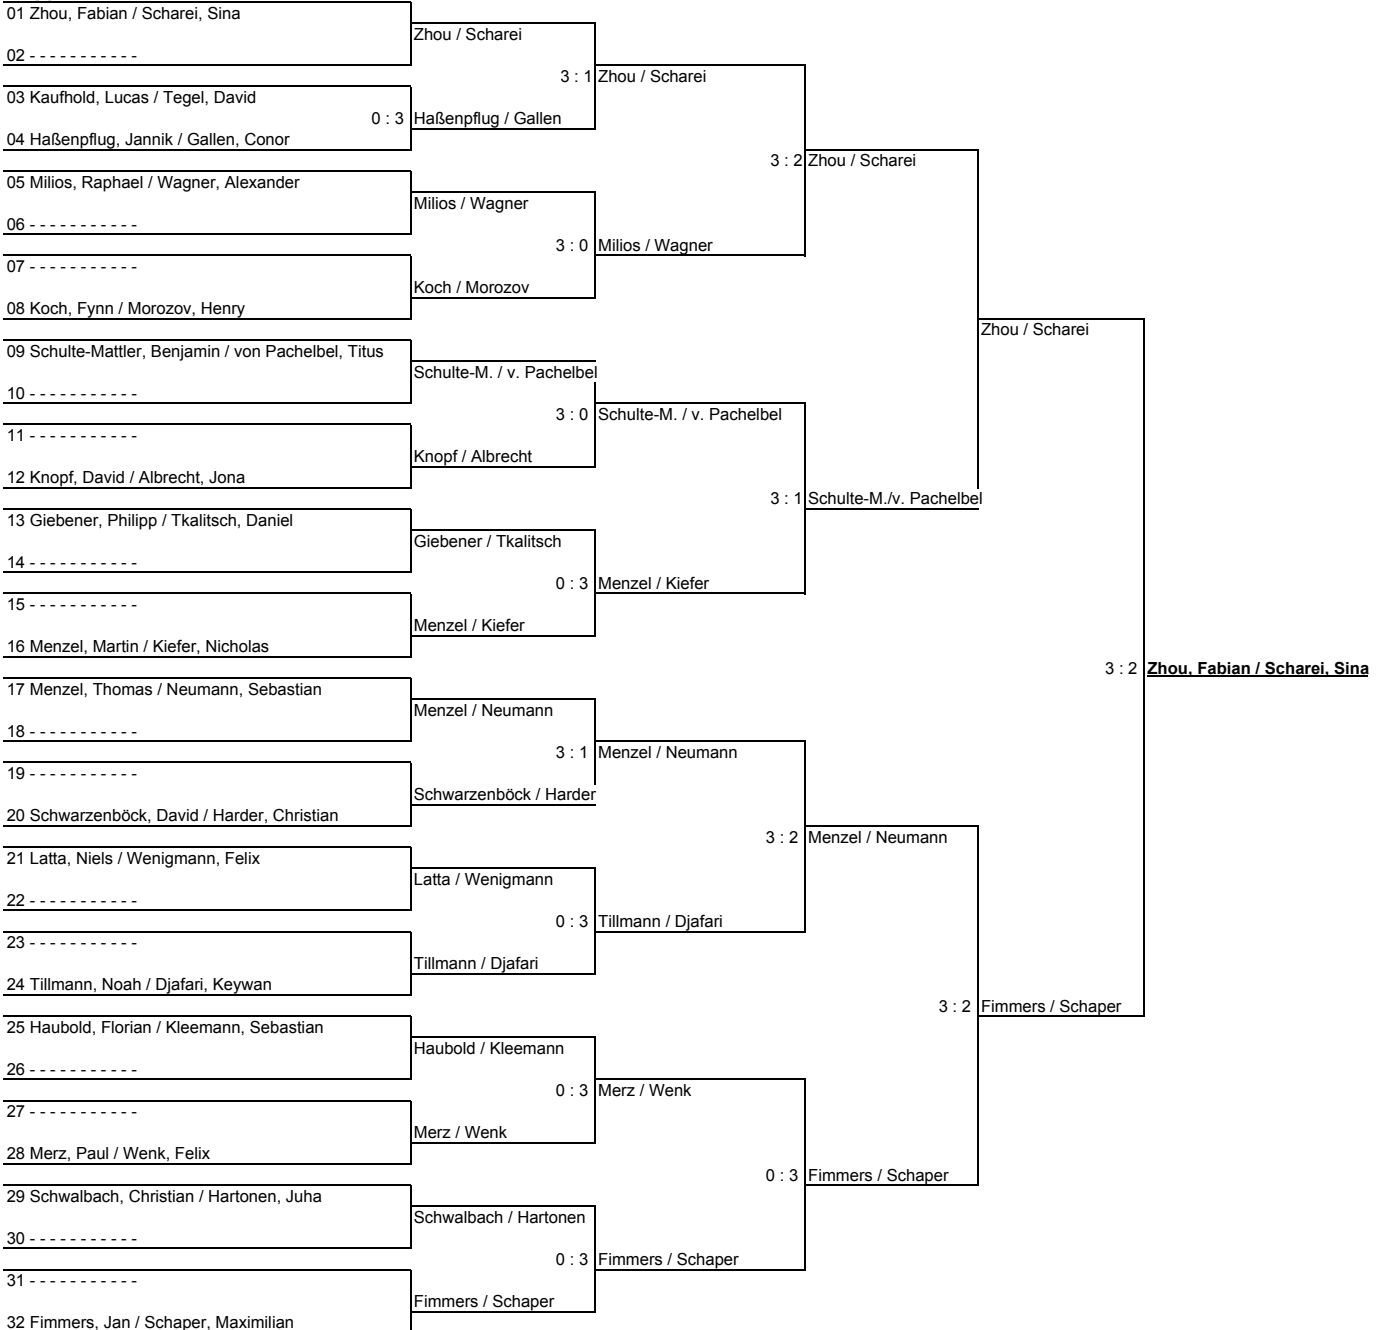 01 Zhou, Fabian / Scharei, Sina
Zhou / Scharei
02 - - - - - - - - - - -
3 : 1 Zhou / Scharei
03 Kaufhold, Lucas / Tegel, David
0 : 3 Haßenpflug / Gallen
04 Haßenpflug, Jannik / Gallen, Conor
3 : 2 Zhou / Scharei
05 Milios, Raphael / Wagner, Alexander
Milios / Wagner
06 - - - - - - - - - - -
3 : 0 Milios / Wagner
07 - - - - - - - - - - -
Koch / Morozov
08 Koch, Fynn / Morozov, Henry
Zhou / Scharei
09 Schulte-Mattler, Benjamin / von Pachelbel, Titus
Schulte-M. / v. Pachelbel
10 - - - - - - - - - - -
3 : 0 Schulte-M. / v. Pachelbel
11 - - - - - - - - - - -
Knopf / Albrecht
12 Knopf, David / Albrecht, Jona
3 : 1 Schulte-M./v. Pachelbel
13 Giebener, Philipp / Tkalitsch, Daniel
Giebener / Tkalitsch
14 - - - - - - - - - - -
0 : 3 Menzel / Kiefer
15 - - - - - - - - - - -
Menzel / Kiefer
16 Menzel, Martin / Kiefer, Nicholas
3 : 2 Zhou, Fabian / Scharei, Sina
17 Menzel, Thomas / Neumann, Sebastian
Menzel / Neumann
18 - - - - - - - - - - -
3 : 1 Menzel / Neumann
19 - - - - - - - - - - -
Schwarzenböck / Harder
20 Schwarzenböck, David / Harder, Christian
3 : 2 Menzel / Neumann
21 Latta, Niels / Wenigmann, Felix
Latta / Wenigmann
22 - - - - - - - - - - -
0 : 3 Tillmann / Djafari
23 - - - - - - - - - - -
Tillmann / Djafari
24 Tillmann, Noah / Djafari, Keywan
3 : 2 Fimmers / Schaper
25 Haubold, Florian / Kleemann, Sebastian
Haubold / Kleemann
26 - - - - - - - - - - -
0 : 3 Merz / Wenk
27 - - - - - - - - - - -
Merz / Wenk
28 Merz, Paul / Wenk, Felix
0 : 3 Fimmers / Schaper
29 Schwalbach, Christian / Hartonen, Juha
Schwalbach / Hartonen
30 - - - - - - - - - - -
0 : 3 Fimmers / Schaper
31 - - - - - - - - - - -
Fimmers / Schaper
32 Fimmers, Jan / Schaper, Maximilian